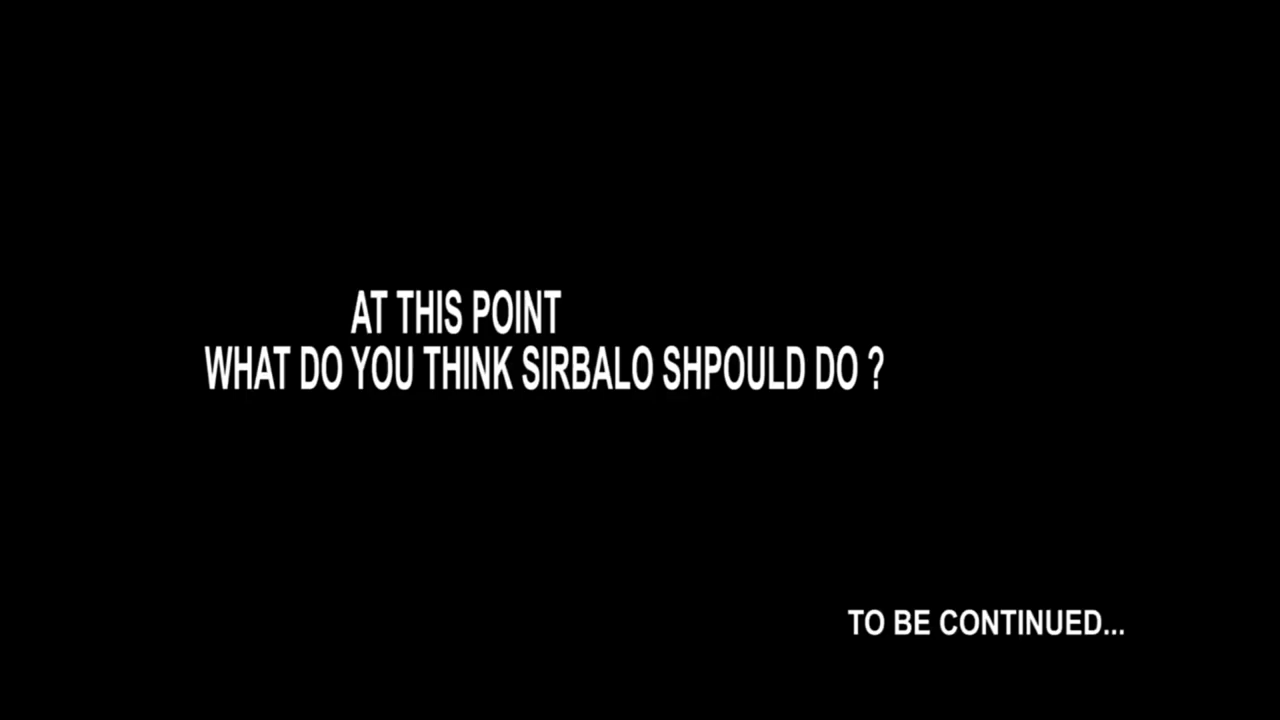 AT THIS POINT
WHAT DO YOU THINK SIRBALO SHPOULD DO ?
TO BE CONTINUED...